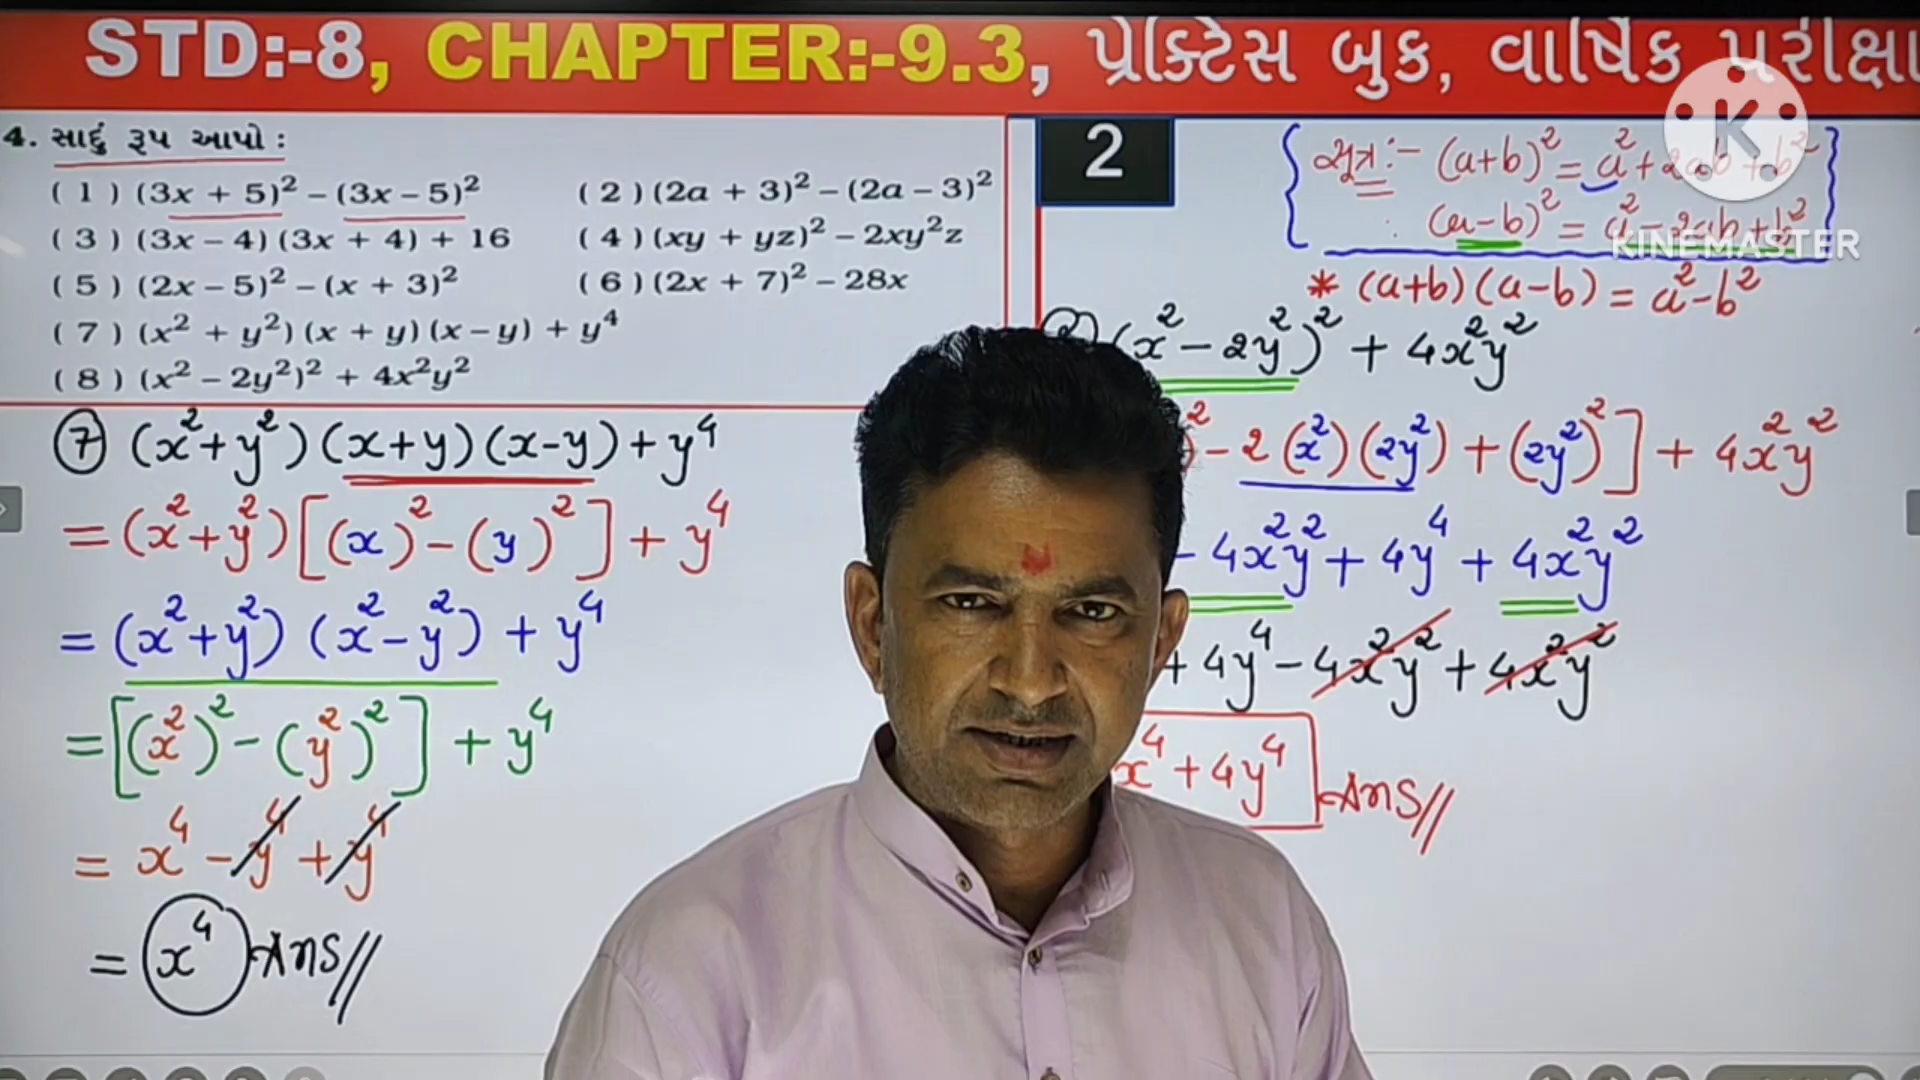 STD:-8, CHAPTER:-9.3, પ્રેક્ટિસ બુક, વાર્ષિક પરીક્ષા
4. સાદું રૂપ આપો :
(1) (3x + 5)² – (3x – 5)²
(2) (2a + 3)² – (2a – 3)²
(3) (3x – 4) (3x + 4) + 16
(4) (xy + yz)² – 2xy²z
(5) (2x – 5)² – (x + 3)²
(6) (2x + 7)² – 28x
(7) (x² + y²) (x + y) (x – y) + y⁴
(8) (x² – 2y²)² + 4x²y²
⑦ (x²+y²)(x+y)(x-y)+y⁴
= (x²+y²)[(x)²-(y)²]+y⁴
= (x²+y²) (x²-y²) + y⁴
= [(x²)²-(y²)²] + y⁴
= x⁴-y⁴+y⁴
= x⁴ Ans//
2
સૂત્ર:- (a+b)² = a²+2ab+b²
(a-b)² = a²-2ab+b²
K
KINEMASTER
* (a+b)(a-b) = a²-b²
(x²-2y²)² + 4x²y²
)²-2(x²)(2y²)+(2y²)²]+4x²y²
-4x²y²+4y⁴+4x²y²
+4y⁴-4x²y²+4x²y²
x⁴+4y⁴ Ans//